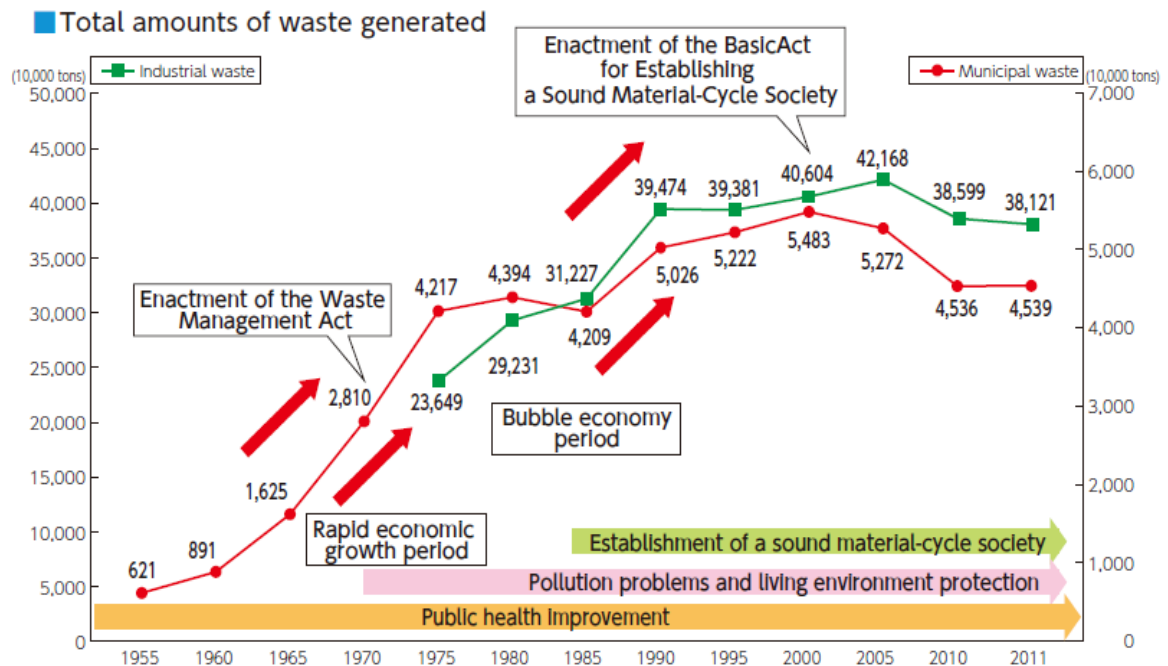 Total amounts of waste generated
(10,000 tons)
Industrial waste
Enactment of the BasicAct
for Establishing
a Sound Material-Cycle Society
Municipal waste
(10,000 tons)
50,000
45,000
40,000
35,000
30,000
25,000
20,000
15,000
10,000
5,000
0
7,000
6,000
5,000
4,000
3,000
2,000
1,000
0
Enactment of the Waste
Management Act
621
891
1,625
2,810
4,217
4,394
4,209
5,026
5,222
5,483
5,272
4,536
4,539
23,649
29,231
31,227
39,474
39,381
40,604
42,168
38,599
38,121
Rapid economic
growth period
Bubble economy
period
Establishment of a sound material-cycle society
Pollution problems and living environment protection
Public health improvement
1955 1960 1965 1970 1975 1980 1985 1990 1995 2000 2005 2010 2011